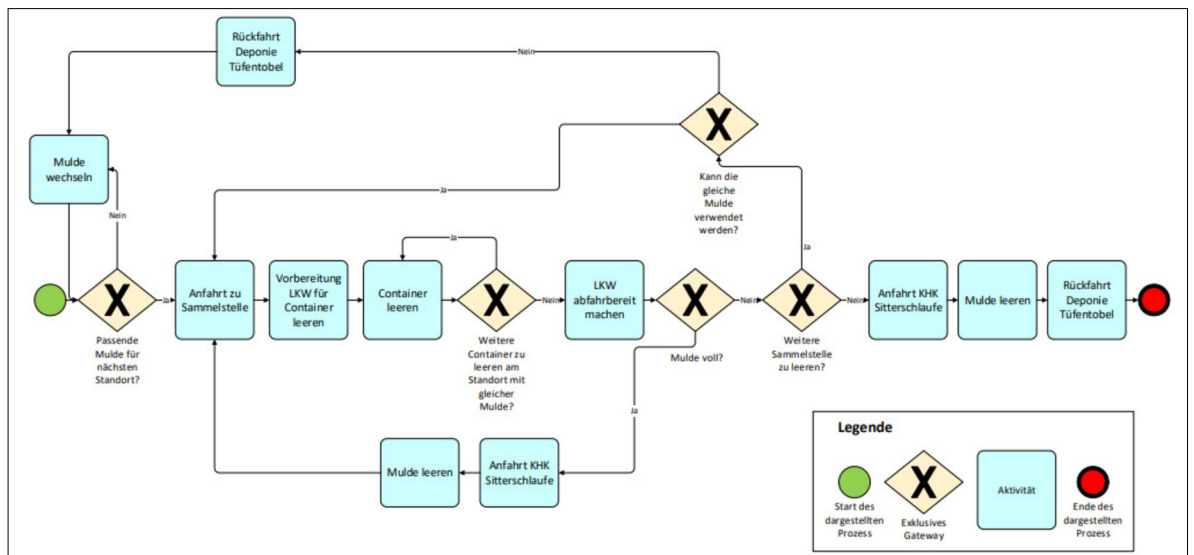 Rückfahrt
Deponie
Tüfentobel
Nein
Mulde
wechseln
Nein
Kann die
gleiche
Mulde
verwendet
werden?
Ja
Ja
Ja
Passende
Mulde für
nächsten
Standort?
Ja
Anfahrt zu
Sammelstelle
Vorbereitung
LKW für
Container
leeren
Container
leeren
Weitere
Container zu
leeren am
Standort mit
gleicher
Mulde?
Nein
LKW
abfahrbereit
machen
Mulde voll?
Nein
Weitere
Sammelstelle
zu leeren?
Nein
Anfahrt KHK
Sitterschlaufe
Mulde leeren
Rückfahrt
Deponie
Tüfentobel
Ja
Mulde leeren
Anfahrt KHK
Sitterschlaufe
Legende
Start des
dargestellten
Prozess
Exklusives
Gateway
Aktivität
Ende des
dargestellten
Prozess